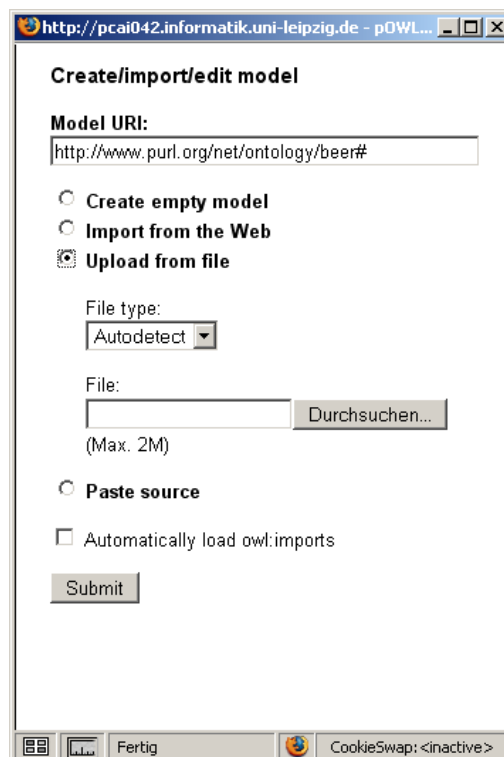 http://pcai042.informatik.uni-leipzig.de - pOWL...
Create/import/edit model
Model URI:
http://www.purl.org/net/ontology/beer#
Create empty model
Import from the Web
Upload from file
File type:
Autodetect
File:
Durchsuchen...
(Max. 2M)
Paste source
Automatically load owl:imports
Submit
Fertig CookieSwap: <inactive>